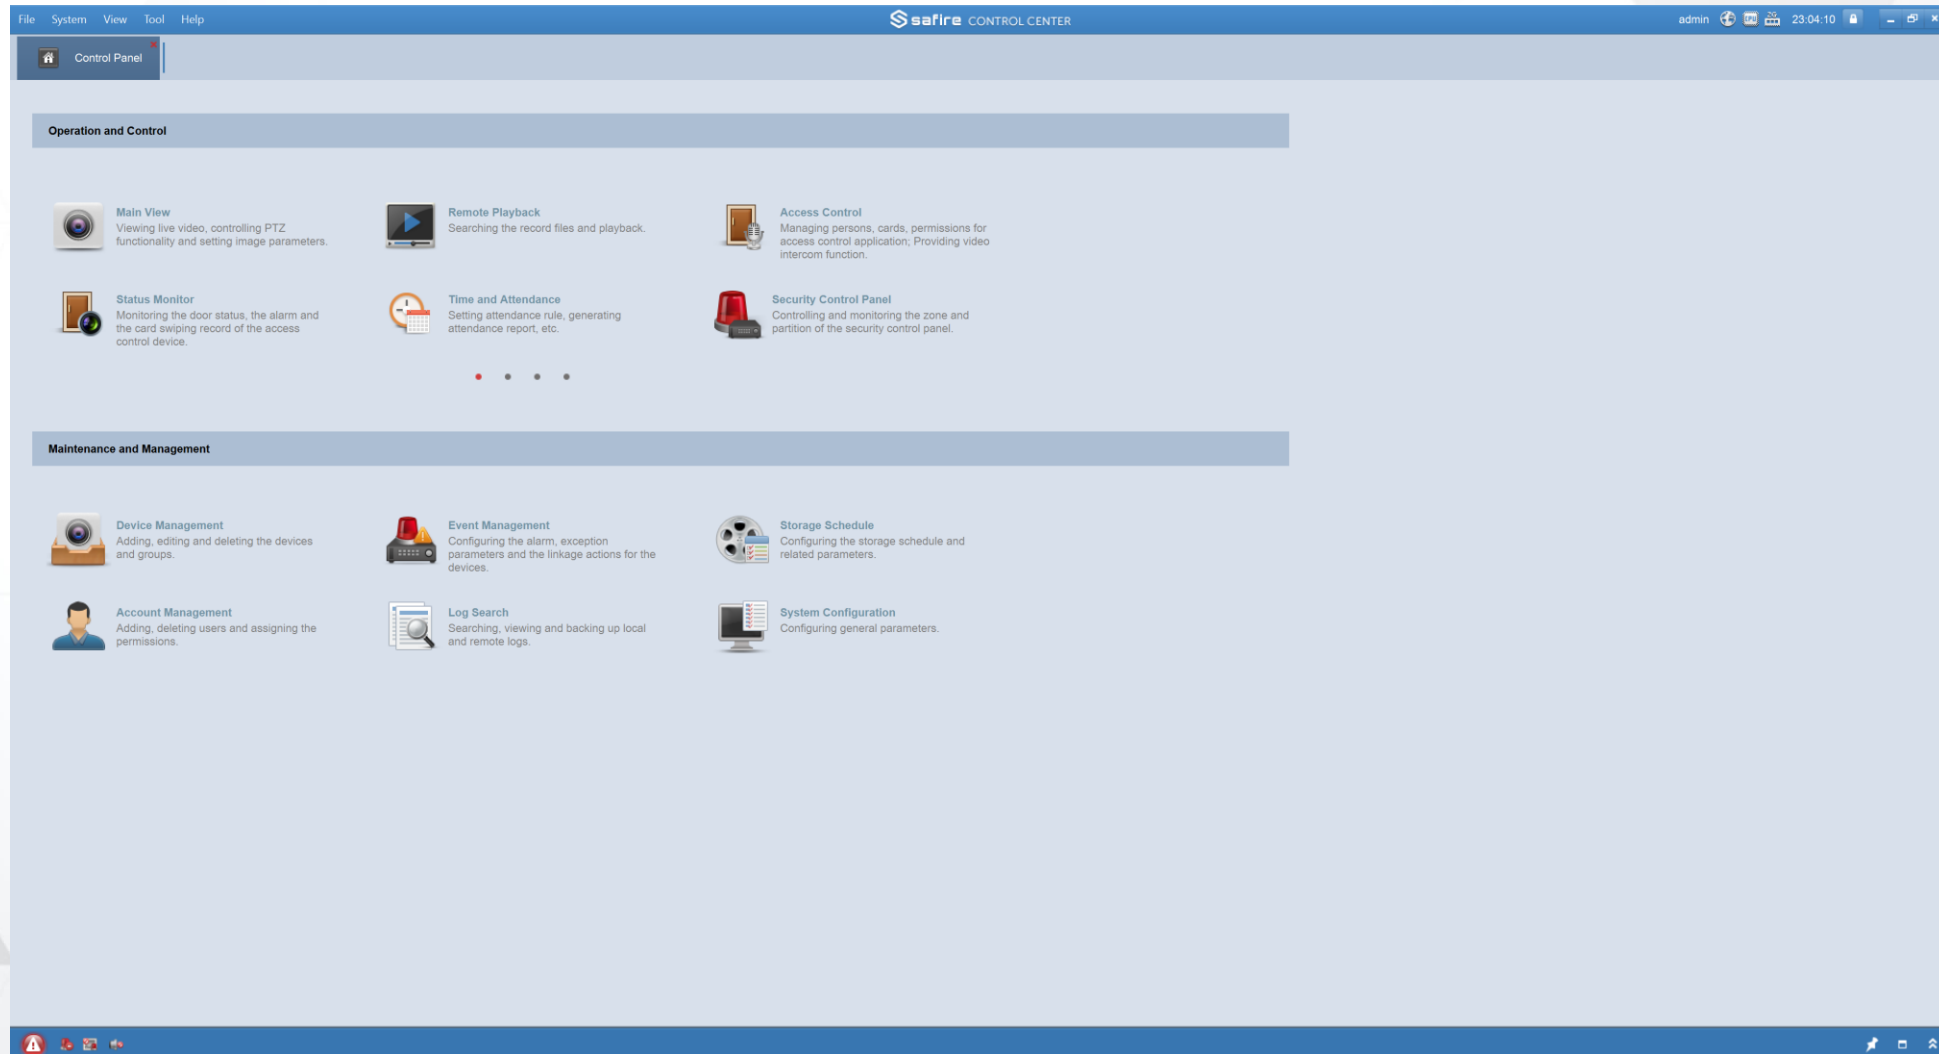 File System View Tool Help
safire CONTROL CENTER
admin
23:04:10
Control Panel
Operation and Control
Main View
Viewing live video, controlling PTZ
functionality and setting image parameters.
Remote Playback
Searching the record files and playback.
Access Control
Managing persons, cards, permissions for
access control application; Providing video
intercom function.
Status Monitor
Monitoring the door status, the alarm and
the card swiping record of the access
control device.
Time and Attendance
Setting attendance rule, generating
attendance report, etc.
Security Control Panel
Controlling and monitoring the zone and
partition of the security control panel.
Maintenance and Management
Device Management
Adding, editing and deleting the devices
and groups.
Event Management
Configuring the alarm, exception
parameters and the linkage actions for the
devices.
Storage Schedule
Configuring the storage schedule and
related parameters.
Account Management
Adding, deleting users and assigning the
permissions.
Log Search
Searching, viewing and backing up local
and remote logs.
System Configuration
Configuring general parameters.